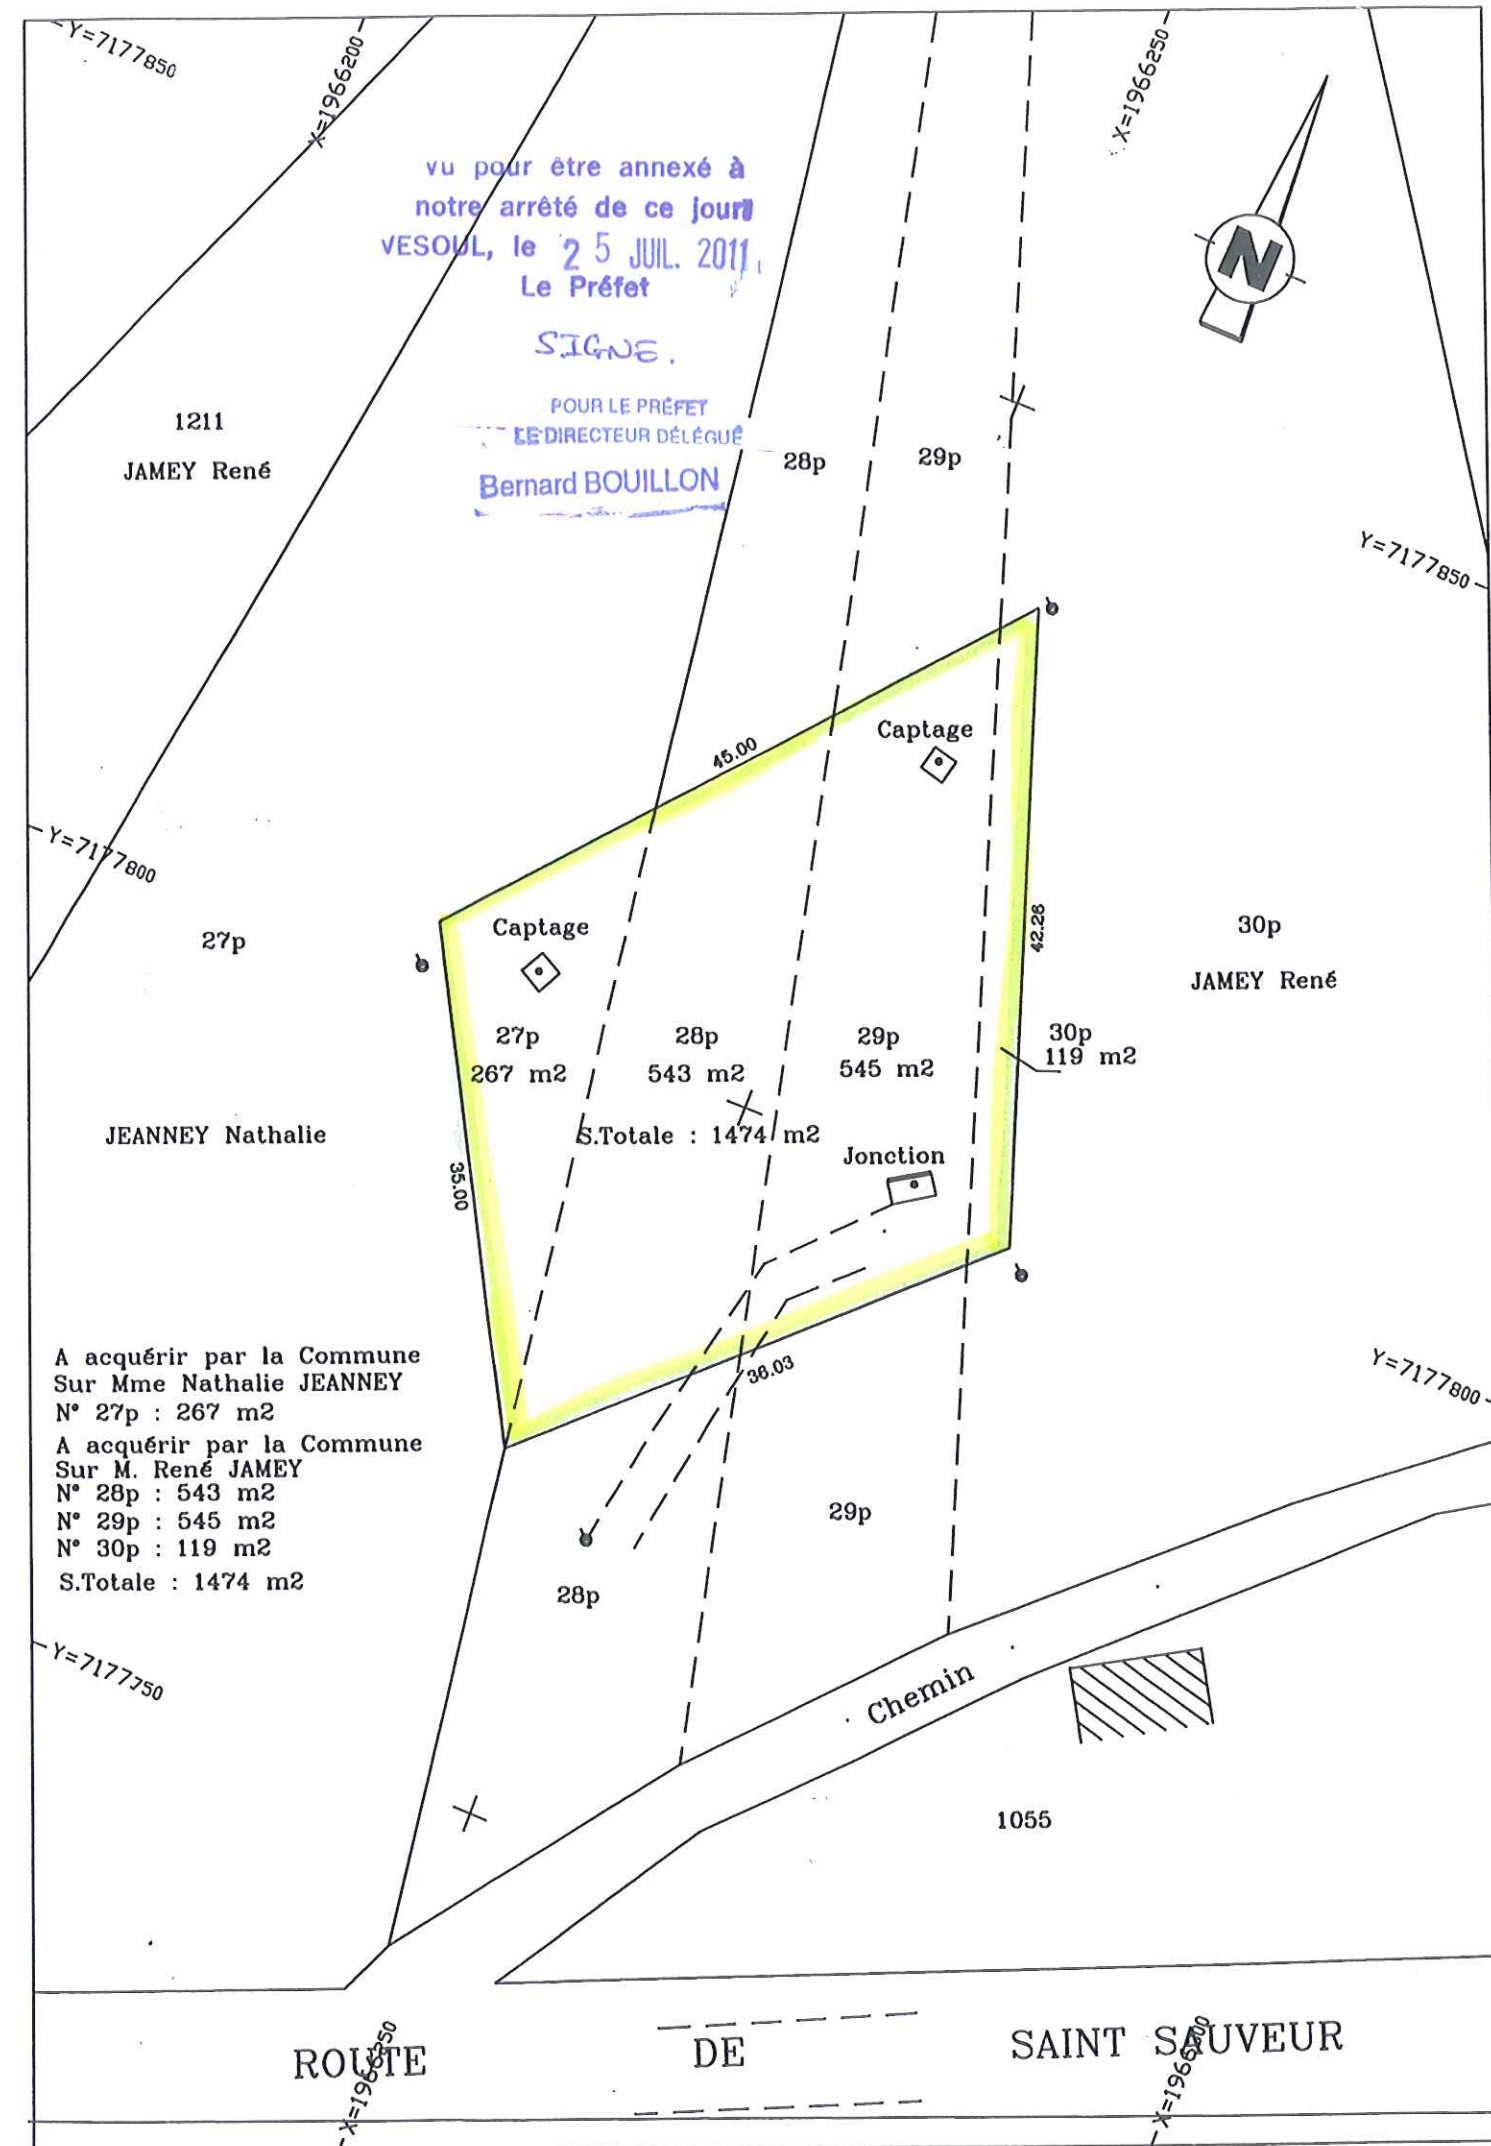 Y=7177850
X=1966200
X=1966250
vu pour être annexé à
notre arrêté de ce jour
VESOUL, le 25 JUIL. 2011
Le Préfet
SIGNE.
POUR LE PRÉFET
LE DIRECTEUR DÉLÉGUÉ
Bernard BOUILLON
N
1211
JAMEY René
28p
29p
Y=7177850
Captage
45.00
Y=7177800
27p
Captage
42.26
30p
JAMEY René
27p
267 m2
28p
543 m2
29p
545 m2
30p
119 m2
JEANNEY Nathalie
S.Totale : 1474 m2
35.00
Jonction
36.03
Y=7177800
A acquérir par la Commune
Sur Mme Nathalie JEANNEY
N° 27p : 267 m2
A acquérir par la Commune
Sur M. René JAMEY
N° 28p : 543 m2
N° 29p : 545 m2
N° 30p : 119 m2
S.Totale : 1474 m2
29p
28p
Y=7177750
Chemin
1055
ROUTE DE SAINT SAUVEUR